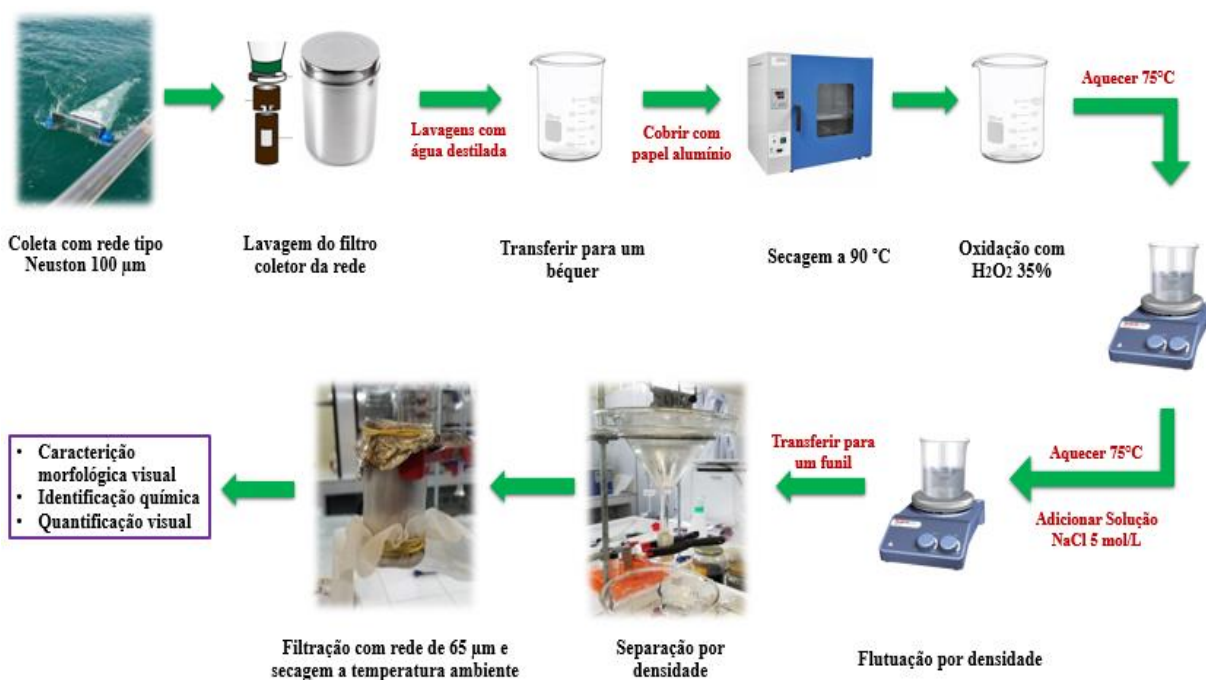 Aquecer 75°C
Lavagens com
água destilada
Cobrir com
papel alumínio
Coleta com rede tipo
Neuston 100 µm
Lavagem do filtro
coletor da rede
Transferir para um
béquer
Secagem a 90 °C
Oxidação com
H2O2 35%
• Caracterição
morfológica visual
• Identificação química
• Quantificação visual
Transferir para
um funil
Aquecer 75°C
Adicionar Solução
NaCl 5 mol/L
Filtração com rede de 65 µm e
secagem a temperatura ambiente
Separação por
densidade
Flutuação por densidade